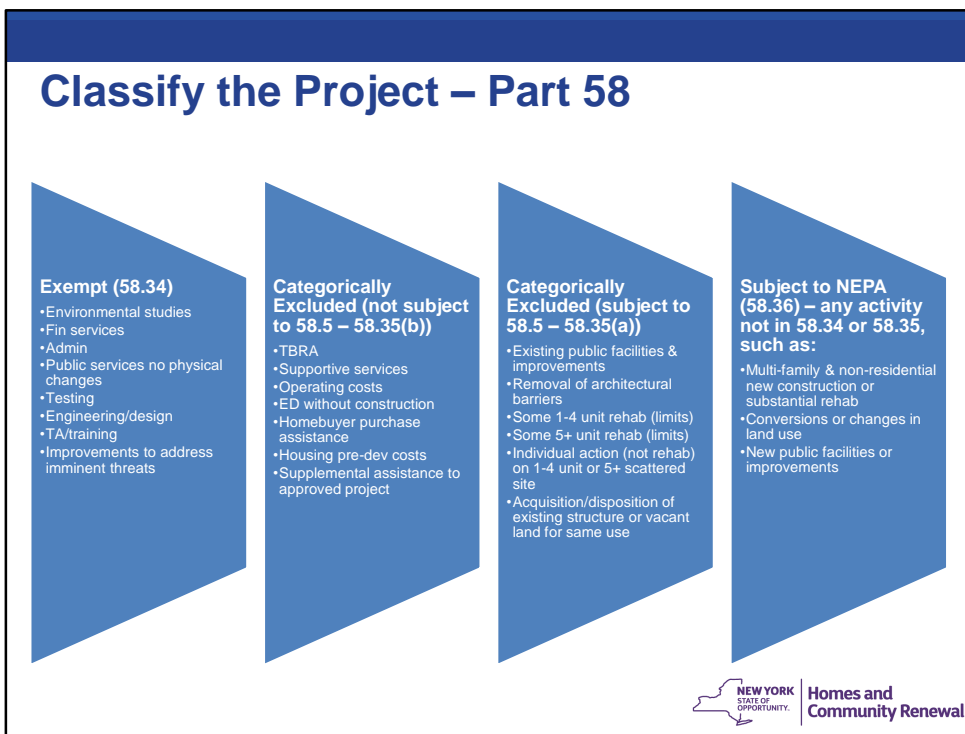 Classify the Project – Part 58
Exempt (58.34)
•Environmental studies
•Fin services
•Admin
•Public services no physical
changes
•Testing
•Engineering/design
•TA/training
•Improvements to address
imminent threats
Categorically
Excluded (not subject
to 58.5 – 58.35(b))
•TBRA
•Supportive services
•Operating costs
•ED without construction
•Homebuyer purchase
assistance
•Housing pre-dev costs
•Supplemental assistance to
approved project
Categorically
Excluded (subject to
58.5 – 58.35(a))
•Existing public facilities &
improvements
•Removal of architectural
barriers
•Some 1-4 unit rehab (limits)
•Some 5+ unit rehab (limits)
•Individual action (not rehab)
on 1-4 unit or 5+ scattered
site
•Acquisition/disposition of
existing structure or vacant
land for same use
Subject to NEPA
(58.36) – any activity
not in 58.34 or 58.35,
such as:
•Multi-family & non-residential
new construction or
substantial rehab
•Conversions or changes in
land use
•New public facilities or
improvements
NEW YORK
STATE OF
OPPORTUNITY.
Homes and
Community Renewal